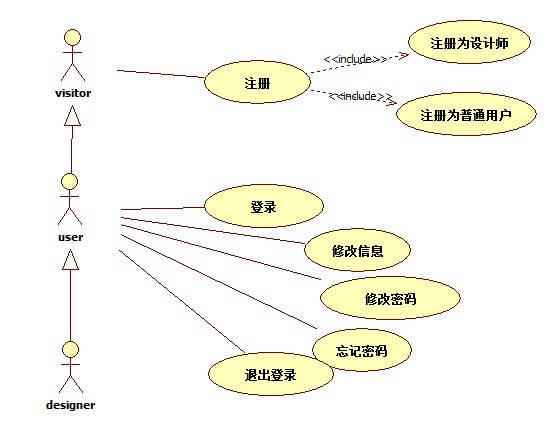 注册为设计师
<<include>>
注册
visitor
<<include>>
注册为普通用户
登录
user
修改信息
修改密码
忘记密码
退出登录
designer